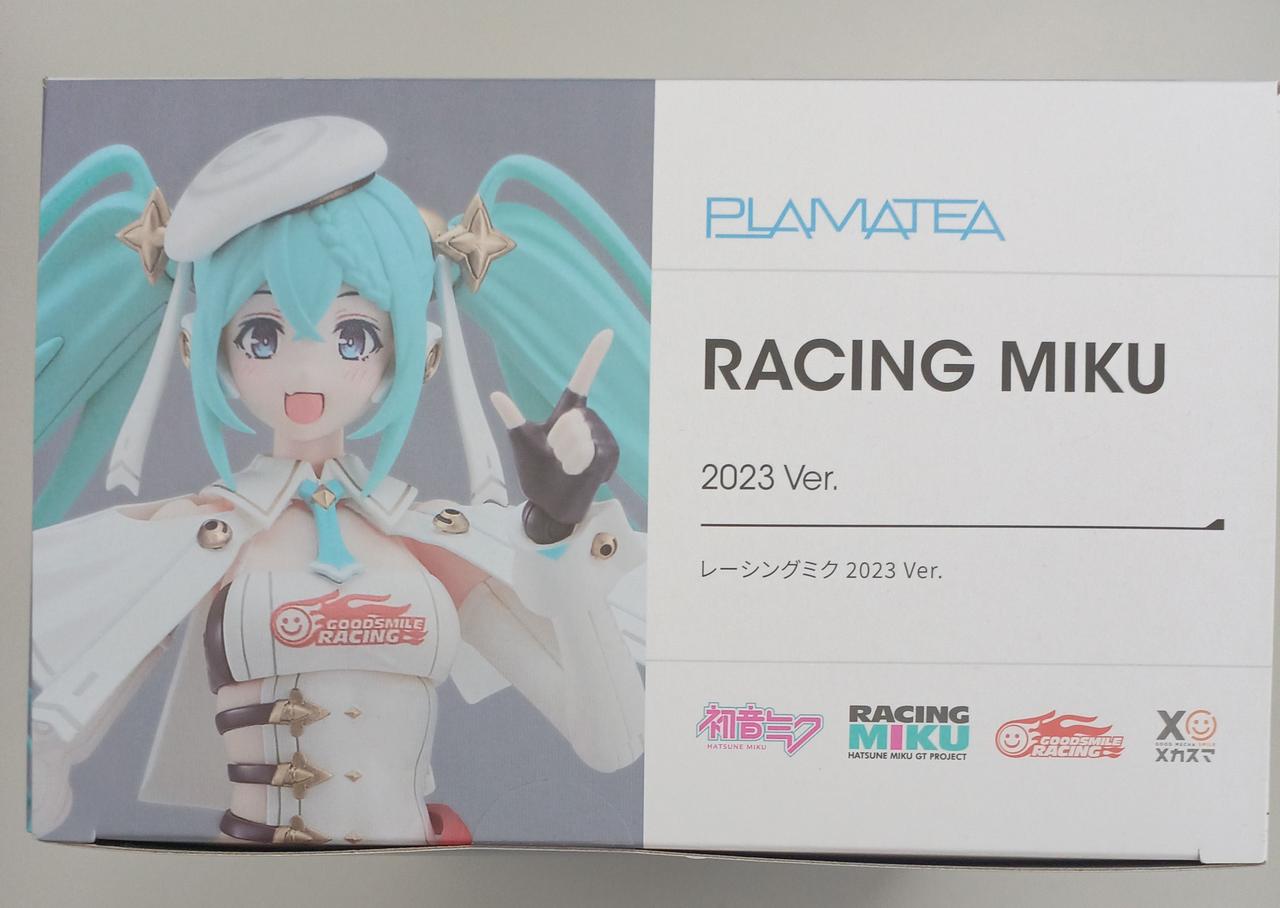 PLAMATEA
RACING MIKU
2023 Ver.
レーシングミク 2023 Ver.
GOODSMILE
RACING
初音ミク
HATSUNE MIKU
RACING
MIKU
HATSUNE MIKU GT PROJECT
GOODSMILE
RACING
GOOD MECHA SMILE
メカスマ